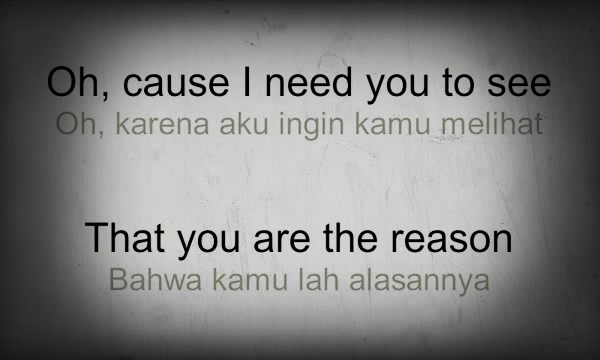 Oh, cause I need you to see
Oh, karena aku ingin kamu melihat
That you are the reason
Bahwa kamu lah alasannya